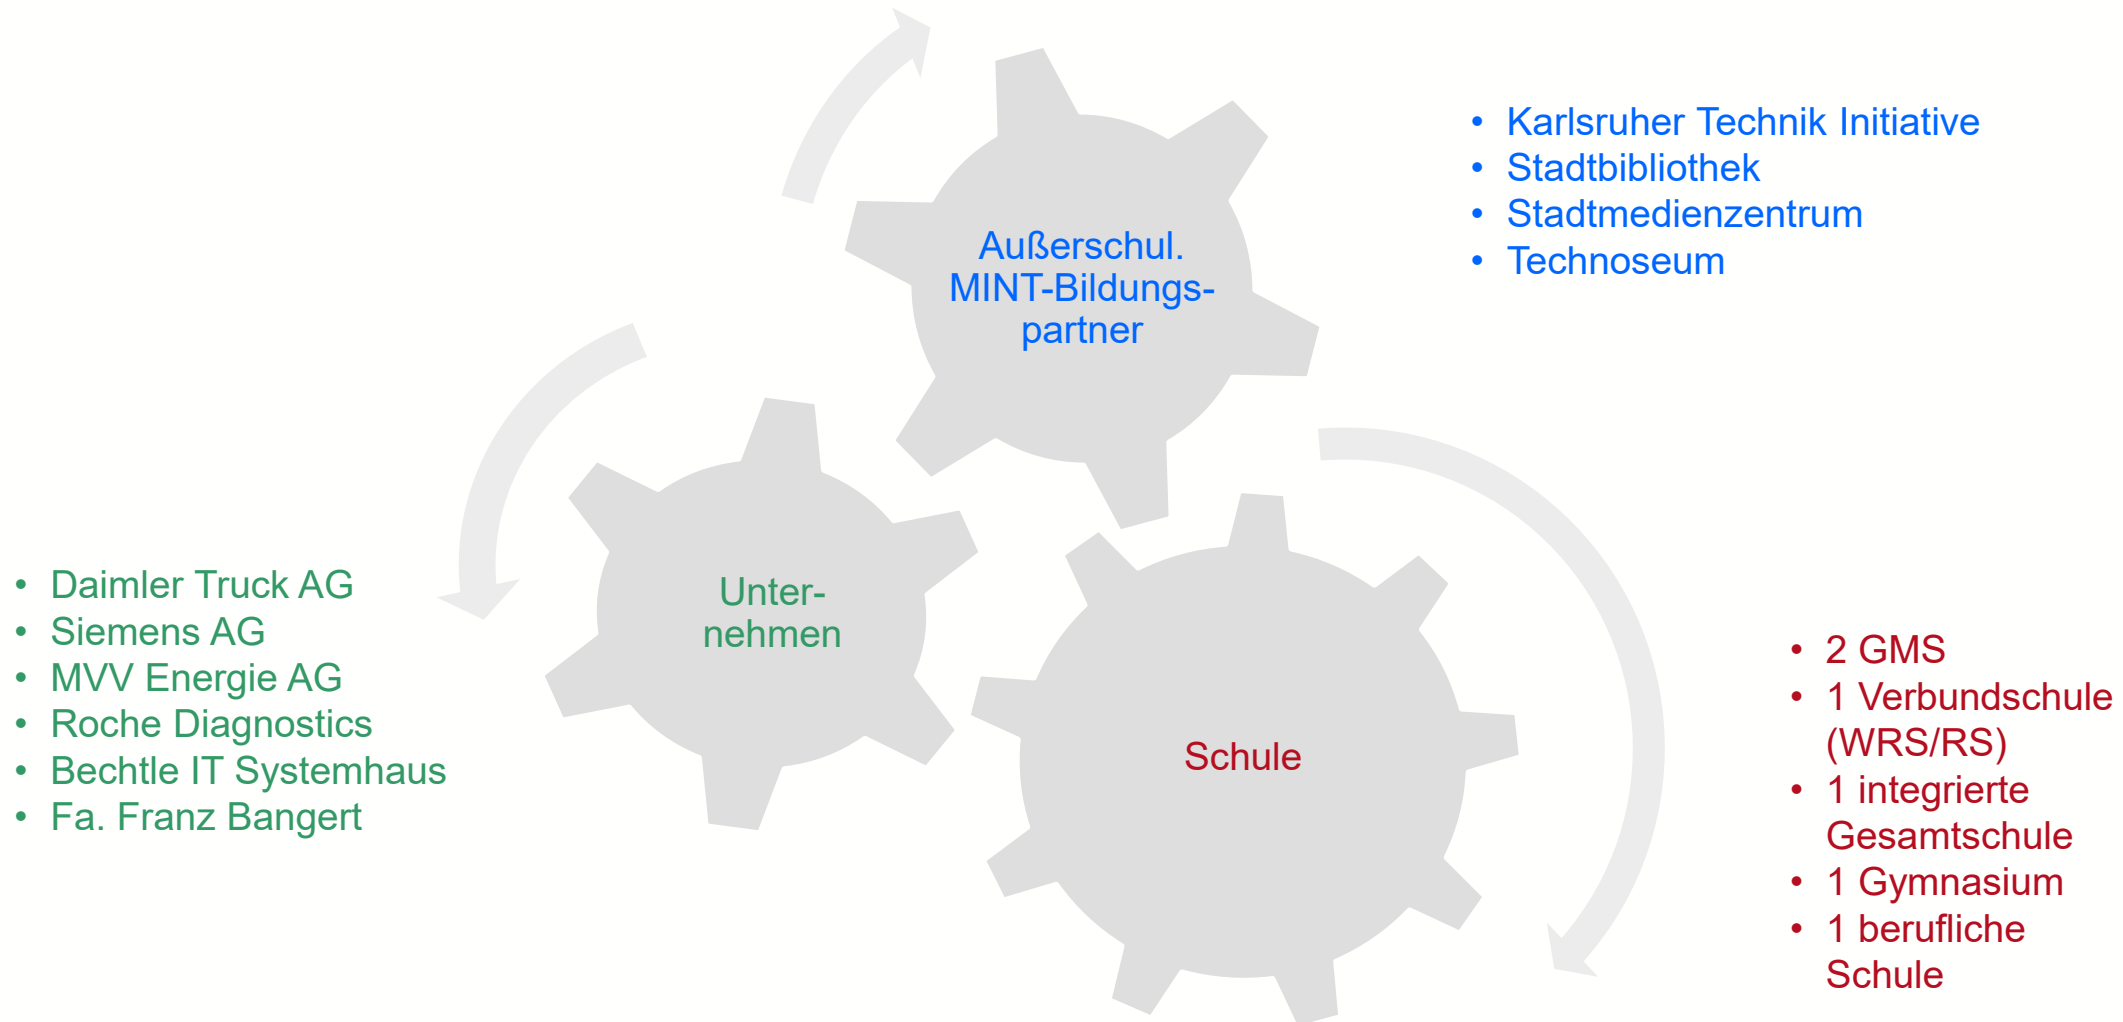 Außerschul.
MINT-Bildungs-
partner
• Karlsruher Technik Initiative
• Stadtbibliothek
• Stadtmedienzentrum
• Technoseum
Unter-
nehmen
• Daimler Truck AG
• Siemens AG
• MVV Energie AG
• Roche Diagnostics
• Bechtle IT Systemhaus
• Fa. Franz Bangert
Schule
• 2 GMS
• 1 Verbundschule
(WRS/RS)
• 1 integrierte
Gesamtschule
• 1 Gymnasium
• 1 berufliche
Schule